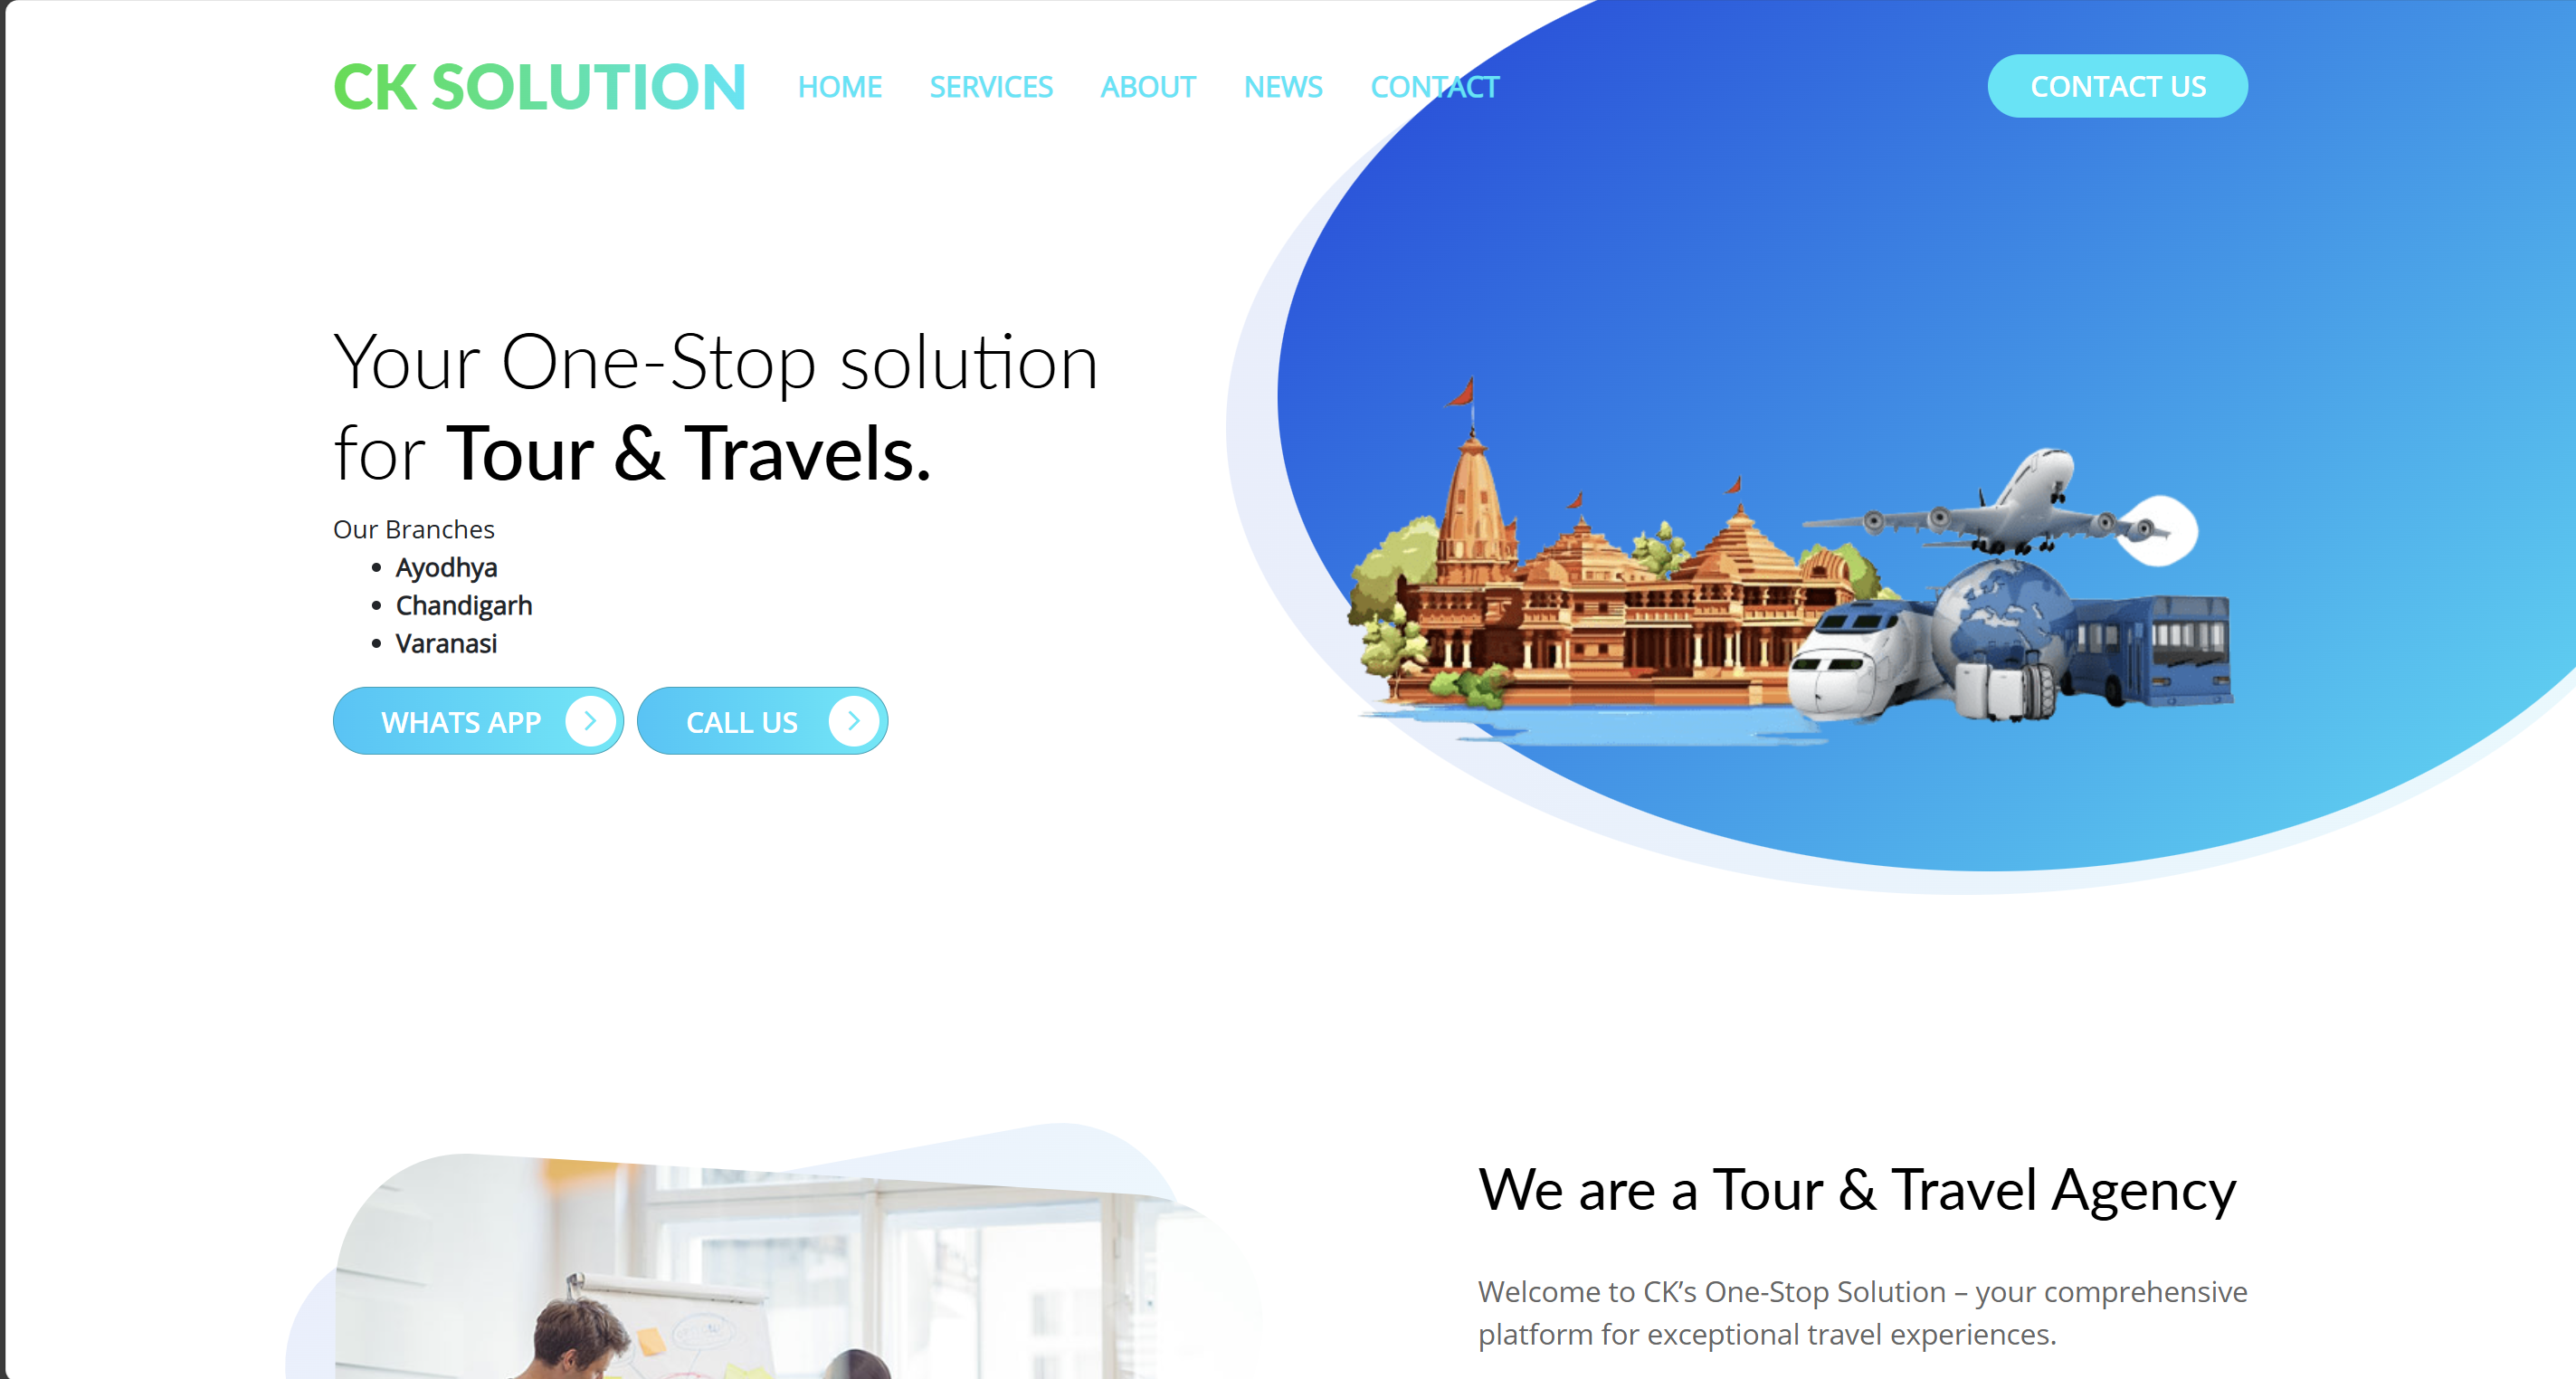 CK SOLUTION
HOME SERVICES ABOUT NEWS CONTACT
CONTACT US
Your One-Stop solution
for Tour & Travels.
Our Branches
Ayodhya
Chandigarh
Varanasi
WHATS APP
CALL US
We are a Tour & Travel Agency
Welcome to CK’s One-Stop Solution – your comprehensive
platform for exceptional travel experiences.